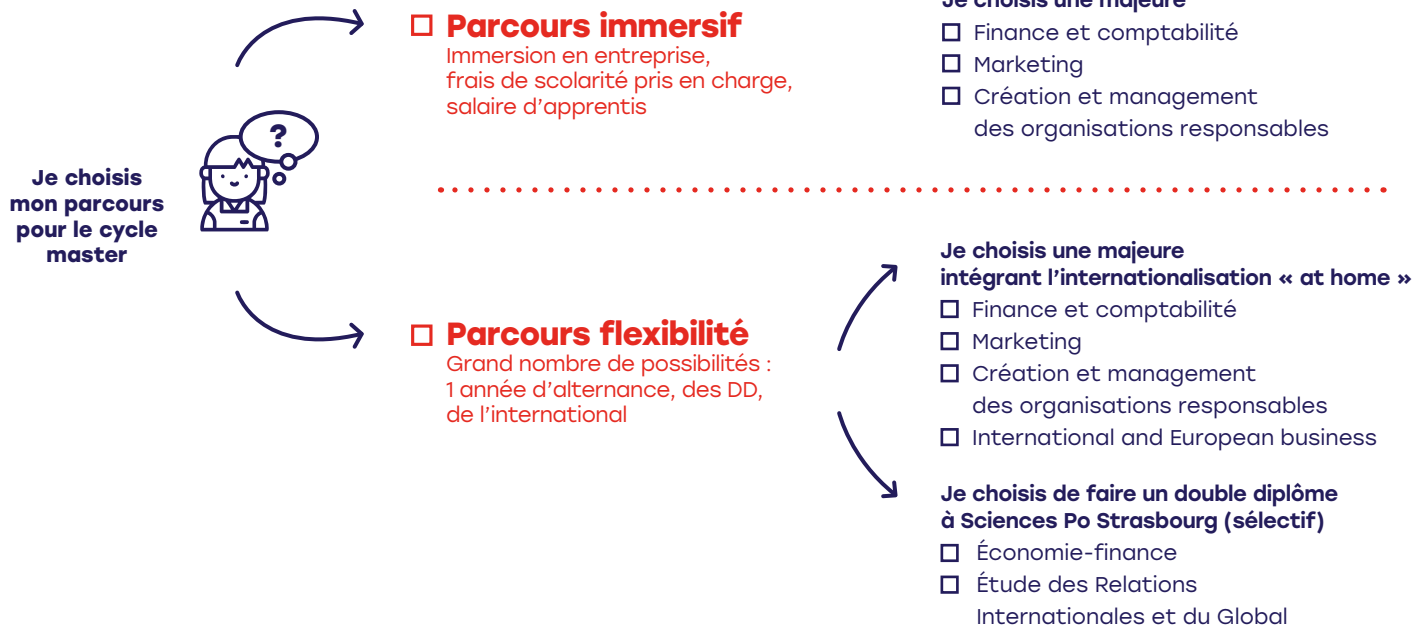 Je choisis
mon parcours
pour le cycle
master
?
Parcours immersif
Immersion en entreprise,
frais de scolarité pris en charge,
salaire d'apprentis
Je choisis une majeure
Finance et comptabilité
Marketing
Création et management
des organisations responsables
Parcours flexibilité
Grand nombre de possibilités :
1 année d'alternance, des DD,
de l'international
Je choisis une majeure
intégrant l'internationalisation « at home »
Finance et comptabilité
Marketing
Création et management
des organisations responsables
International and European business
Je choisis de faire un double diplôme
à Sciences Po Strasbourg (sélectif)
Économie-finance
Étude des Relations
Internationales et du Global